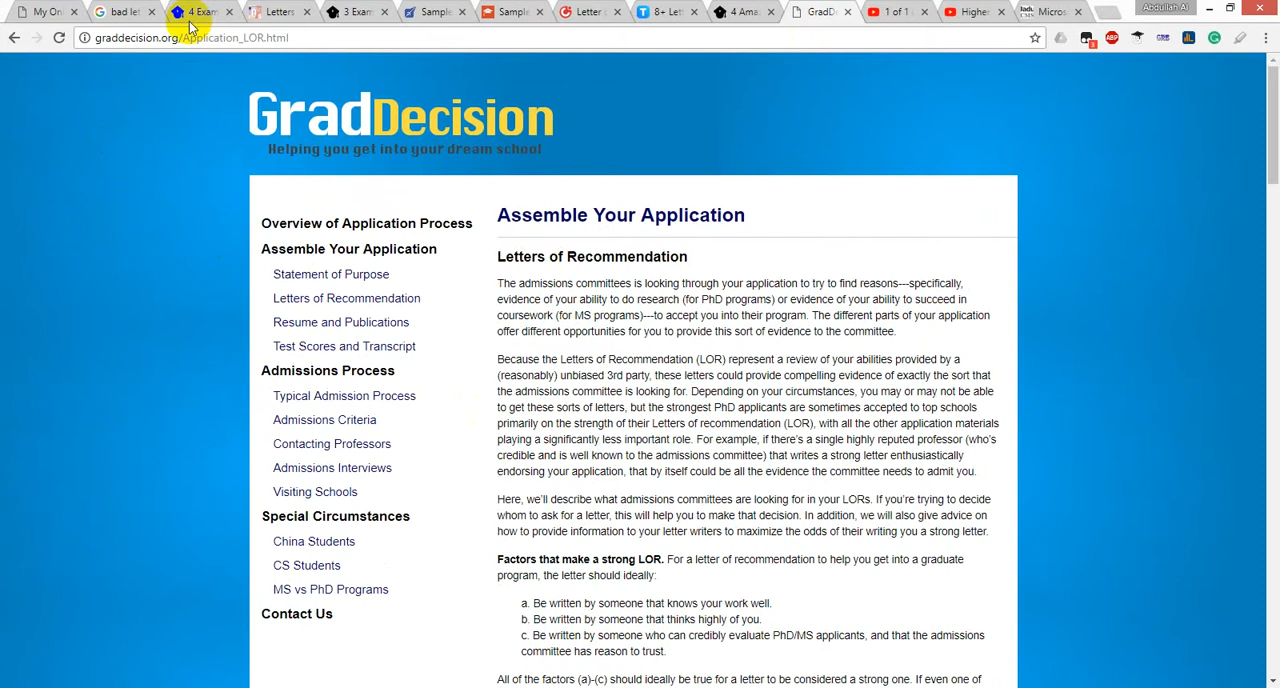 My On
bad let
4 Exam
Letters
3 Exam
Sample
Sample
Letter
8+ Lett
4 Amaz
GradD
1 of 1
Higher
Micros
Abdullah Al
graddecision.org/Application_LOR.html
GradDecision
Helping you get into your dream school
Overview of Application Process
Assemble Your Application
Statement of Purpose
Letters of Recommendation
Resume and Publications
Test Scores and Transcript
Admissions Process
Typical Admission Process
Admissions Criteria
Contacting Professors
Admissions Interviews
Visiting Schools
Special Circumstances
China Students
CS Students
MS vs PhD Programs
Contact Us
Assemble Your Application
Letters of Recommendation
The admissions committees is looking through your application to try to find reasons---specifically,
evidence of your ability to do research (for PhD programs) or evidence of your ability to succeed in
coursework (for MS programs)---to accept you into their program. The different parts of your application
offer different opportunities for you to provide this sort of evidence to the committee.
Because the Letters of Recommendation (LOR) represent a review of your abilities provided by a
(reasonably) unbiased 3rd party, these letters could provide compelling evidence of exactly the sort that
the admissions committee is looking for. Depending on your circumstances, you may or may not be able
to get these sorts of letters, but the strongest PhD applicants are sometimes accepted to top schools
primarily on the strength of their Letters of recommendation (LOR), with all the other application materials
playing a significantly less important role. For example, if there's a single highly reputed professor (who's
credible and is well known to the admissions committee) that writes a strong letter enthusiastically
endorsing your application, that by itself could be all the evidence the committee needs to admit you.
Here, we'll describe what admissions committees are looking for in your LORs. If you're trying to decide
whom to ask for a letter, this will help you to make that decision. In addition, we will also give advice on
how to provide information to your letter writers to maximize the odds of their writing you a strong letter.
Factors that make a strong LOR. For a letter of recommendation to help you get into a graduate
program, the letter should ideally:
a. Be written by someone that knows your work well.
b. Be written by someone that thinks highly of you.
c. Be written by someone who can credibly evaluate PhD/MS applicants, and that the admissions
committee has reason to trust.
All of the factors (a)-(c) should ideally be true for a letter to be considered a strong one. If even one of